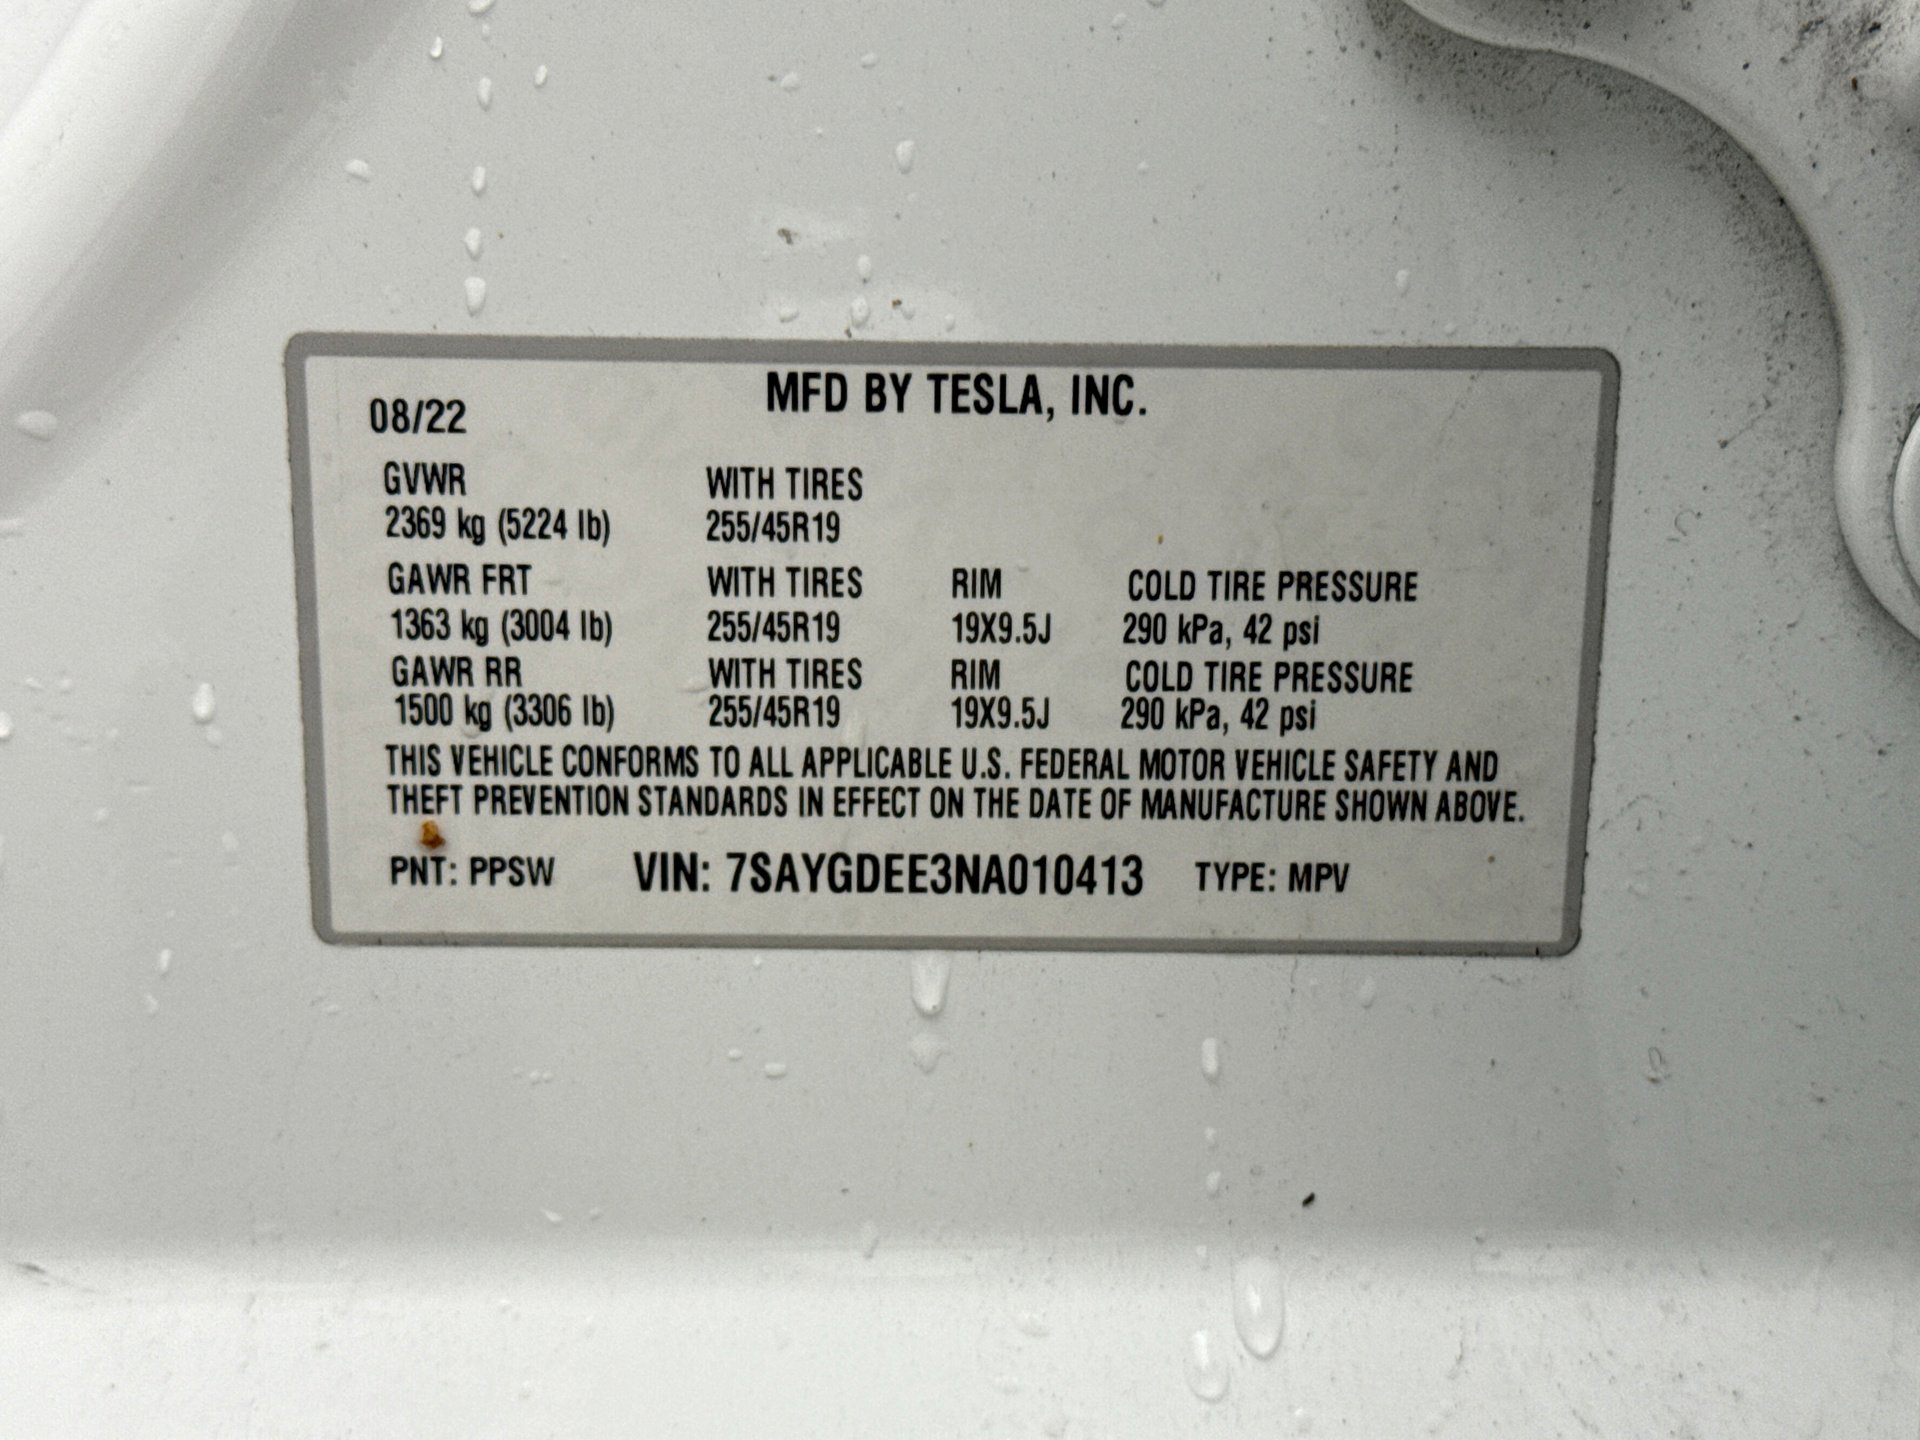 MFD BY TESLA, INC.
08/22
GVWR WITH TIRES
2369 kg (5224 lb) 255/45R19
GAWR FRT WITH TIRES RIM COLD TIRE PRESSURE
1363 kg (3004 lb) 255/45R19 19X9.5J 290 kPa, 42 psi
GAWR RR WITH TIRES RIM COLD TIRE PRESSURE
1500 kg (3306 lb) 255/45R19 19X9.5J 290 kPa, 42 psi
THIS VEHICLE CONFORMS TO ALL APPLICABLE U.S. FEDERAL MOTOR VEHICLE SAFETY AND
THEFT PREVENTION STANDARDS IN EFFECT ON THE DATE OF MANUFACTURE SHOWN ABOVE.
PNT: PPSW VIN: 7SAYGDEE3NA010413 TYPE: MPV